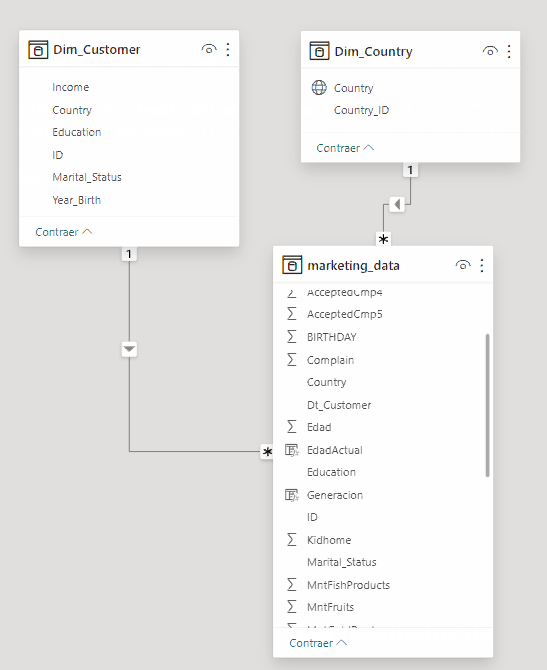 Dim_Customer
Income
Country
Education
ID
Marital_Status
Year_Birth
Contraer
1
Dim_Country
Country
Country_ID
Contraer
1
*
*
marketing_data
AcceptedCmp4
AcceptedCmp5
BIRTHDAY
Complain
Country
Dt_Customer
Edad
EdadActual
Education
Generacion
ID
Kidhome
Marital_Status
MntFishProducts
MntFruits
Contraer